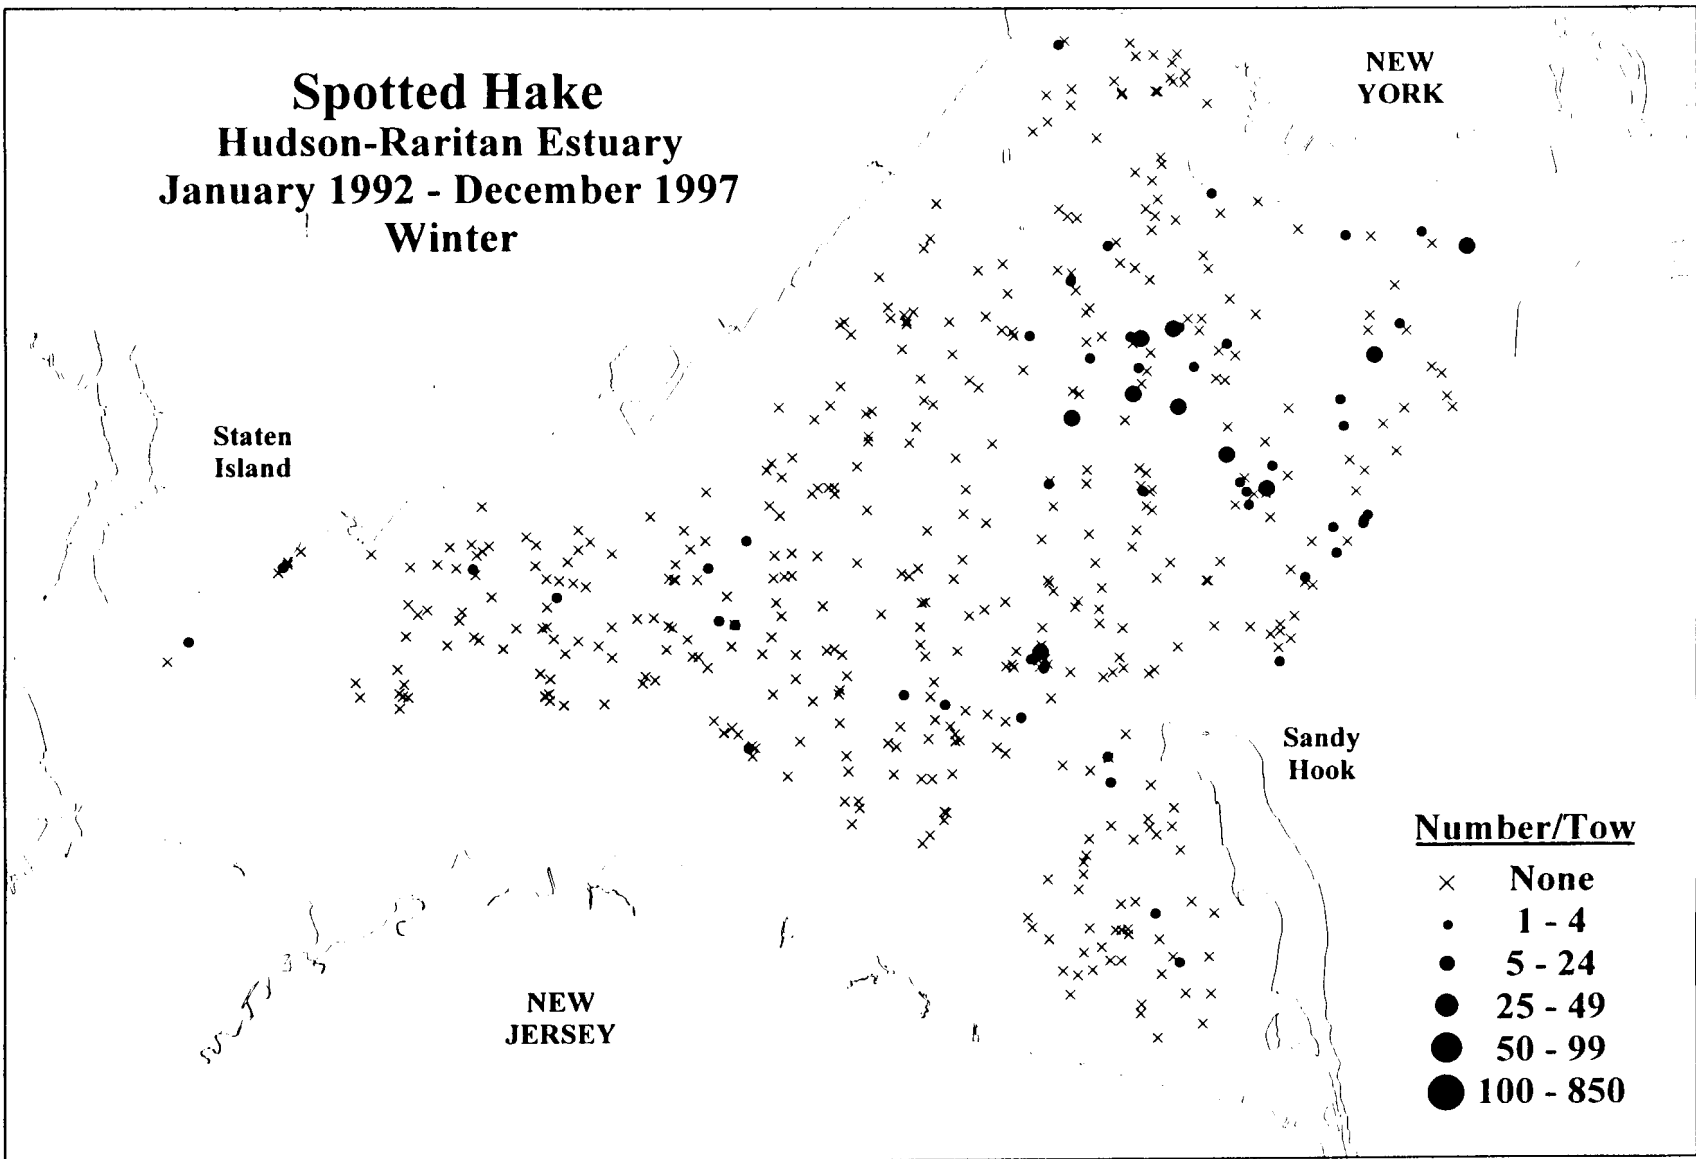 Spotted Hake
Hudson-Raritan Estuary
January 1992 - December 1997
Winter
NEW
YORK
Staten
Island
Sandy
Hook
NEW
JERSEY
Number/Tow
None
1 - 4
5 - 24
25 - 49
50 - 99
100 - 850